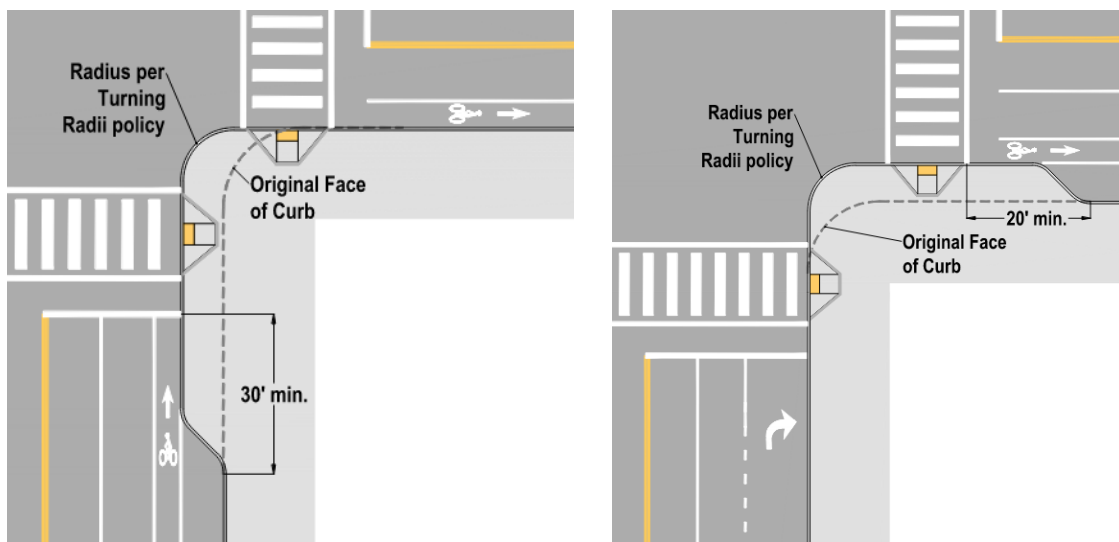 Radius per
Turning
Radii policy
Original Face
of Curb
30' min.
Radius per
Turning
Radii policy
20' min.
Original Face
of Curb